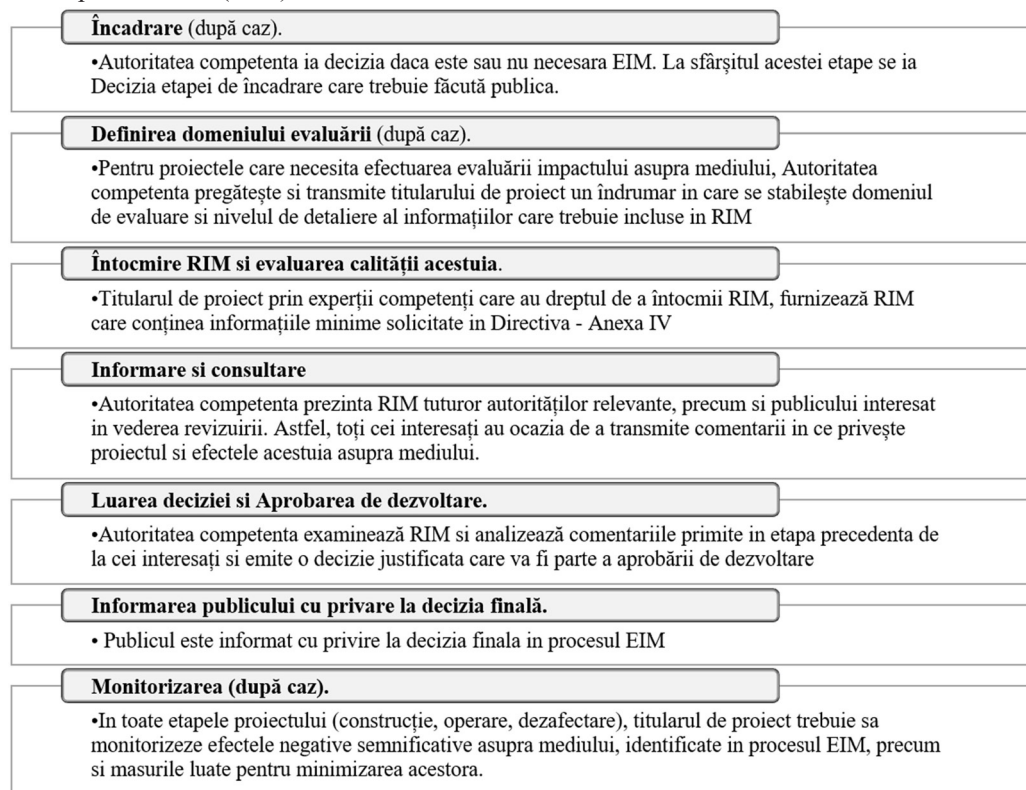 Încadrare (după caz).
•Autoritatea competenta ia decizia daca este sau nu necesara EIM. La sfârșitul acestei etape se ia
Decizia etapei de încadrare care trebuie făcută publica.
Definirea domeniului evaluării (după caz).
•Pentru proiectele care necesita efectuarea evaluării impactului asupra mediului, Autoritatea
competenta pregătește si transmite titularului de proiect un îndrumar in care se stabilește domeniul
de evaluare si nivelul de detaliere al informațiilor care trebuie incluse in RIM
Întocmire RIM si evaluarea calității acestuia.
•Titularul de proiect prin experții competenți care au dreptul de a întocmii RIM, furnizează RIM
care conținea informațiile minime solicitate in Directiva - Anexa IV
Informare si consultare
•Autoritatea competenta prezinta RIM tuturor autorităților relevante, precum si publicului interesat
in vederea revizuirii. Astfel, toți cei interesați au ocazia de a transmite comentarii in ce privește
proiectul si efectele acestuia asupra mediului.
Luarea deciziei si Aprobarea de dezvoltare.
•Autoritatea competenta examinează RIM si analizează comentariile primite in etapa precedenta de
la cei interesați si emite o decizie justificata care va fi parte a aprobării de dezvoltare
Informarea publicului cu privare la decizia finală.
• Publicul este informat cu privire la decizia finala in procesul EIM
Monitorizarea (după caz).
•In toate etapele proiectului (construcție, operare, dezafectare), titularul de proiect trebuie sa
monitorizeze efectele negative semnificative asupra mediului, identificate in procesul EIM, precum
si masurile luate pentru minimizarea acestora.